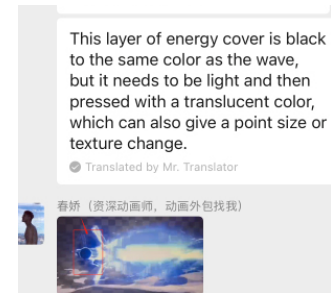 This layer of energy cover is black
to the same color as the wave,
but it needs to be light and then
pressed with a translucent color,
which can also give a point size or
texture change.
Translated by Mr. Translator
春娇（资深动画师，动画外包找我）